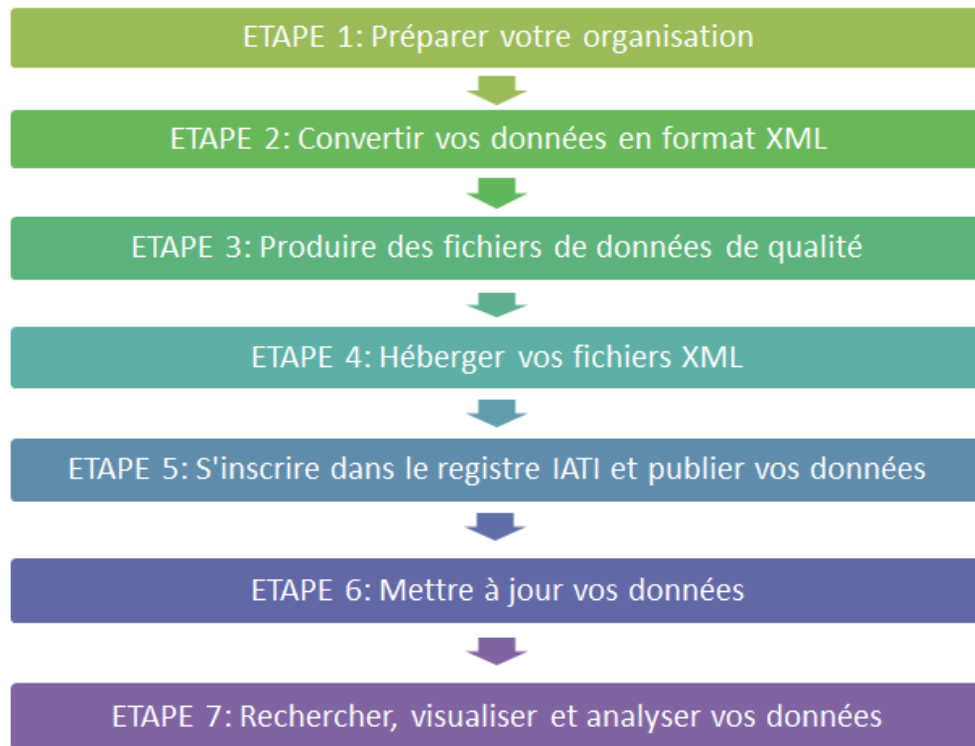 ETAPE 1: Préparer votre organisation
ETAPE 2: Convertir vos données en format XML
ETAPE 3: Produire des fichiers de données de qualité
ETAPE 4: Héberger vos fichiers XML
ETAPE 5: S'inscrire dans le registre IATI et publier vos données
ETAPE 6: Mettre à jour vos données
ETAPE 7: Rechercher, visualiser et analyser vos données